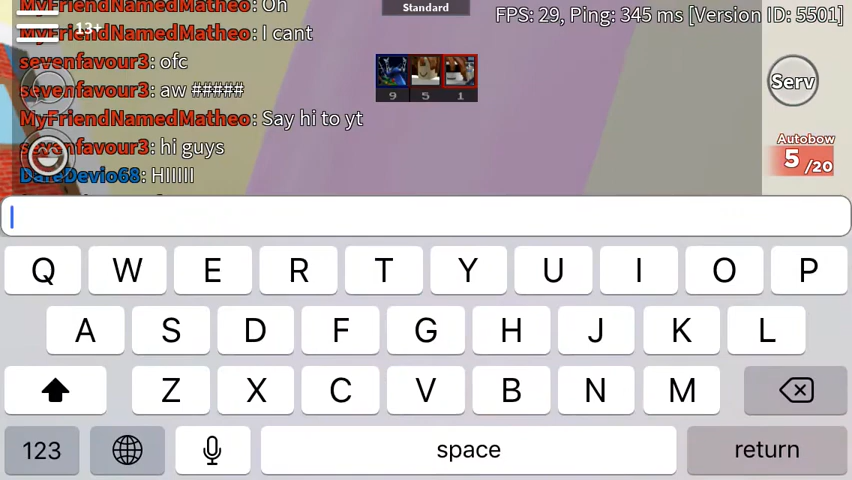 Standard
FPS: 29, Ping: 345 ms [Version ID: 5501]
MyFriendNamedMatheo: Oh
13+
MyFriendNamedMatheo: I cant
sevenfavour3: ofc
sevenfavour3: aw #####
MyFriendNamedMatheo: Say hi to yt
sevenfavour3: hi guys
DareDevio68: HIIIII
9 5 1
Serv
Autobow
5 /20
Q W E R T Y U I O P
A S D F G H J K L
Z X C V B N M
123 space return